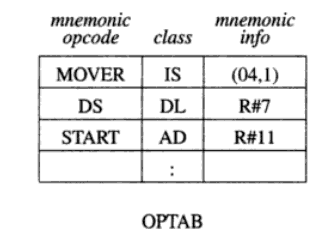 mnemonic opcode class mnemonic info
MOVER IS (04,1)
DS DL R#7
START AD R#11
:
OPTAB